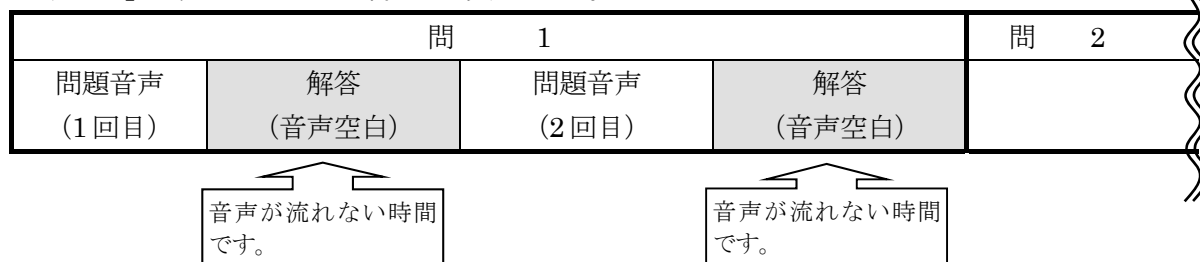 問 1 問 2
問題音声 解答 問題音声 解答
(1回目) (音声空白) (2回目) (音声空白)
音声が流れない時間 音声が流れない時間
です。 です。